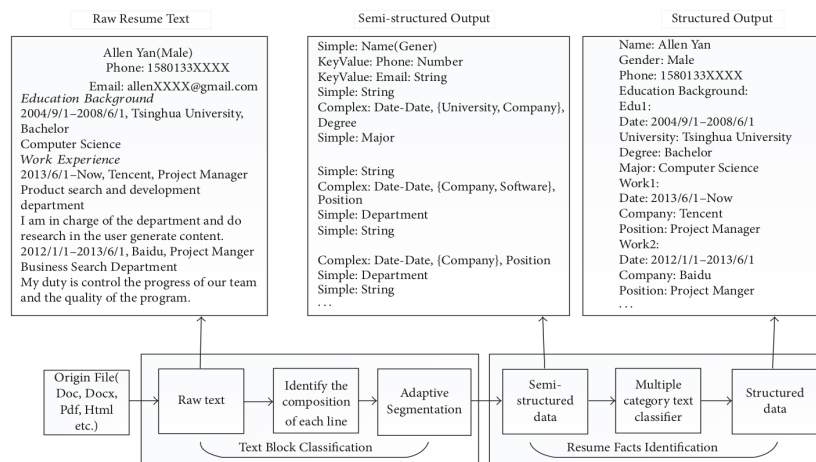 Raw Resume Text
Allen Yan(Male)
Phone: 1580133XXXX
Email: allenXXXX@gmail.com
Education Background
2004/9/1–2008/6/1, Tsinghua University,
Bachelor
Computer Science
Work Experience
2013/6/1–Now, Tencent, Project Manager
Product search and development
department
I am in charge of the department and do
research in the user generate content.
2012/1/1–2013/6/1, Baidu, Project Manger
Business Search Department
My duty is control the progress of our team
and the quality of the program.
Semi-structured Output
Simple: Name(Gener)
KeyValue: Phone: Number
KeyValue: Email: String
Simple: String
Complex: Date-Date, {University, Company},
Degree
Simple: Major
Simple: String
Complex: Date-Date, {Company, Software},
Position
Simple: Department
Simple: String
Complex: Date-Date, {Company}, Position
Simple: Department
Simple: String
. . .
Structured Output
Name: Allen Yan
Gender: Male
Phone: 1580133XXXX
Education Background:
Edu1:
Date: 2004/9/1–2008/6/1
University: Tsinghua University
Degree: Bachelor
Major: Computer Science
Work1:
Date: 2013/6/1–Now
Company: Tencent
Position: Project Manager
Work2:
Date: 2012/1/1–2013/6/1
Company: Baidu
Position: Project Manger
. . .
Origin File(
Doc, Docx,
Pdf, Html
etc.)
Raw text
Identify the
composition
of each line
Adaptive
Segmentation
Text Block Classification
Semi-
structured
data
Multiple
category text
classifier
Structured
data
Resume Facts Identification